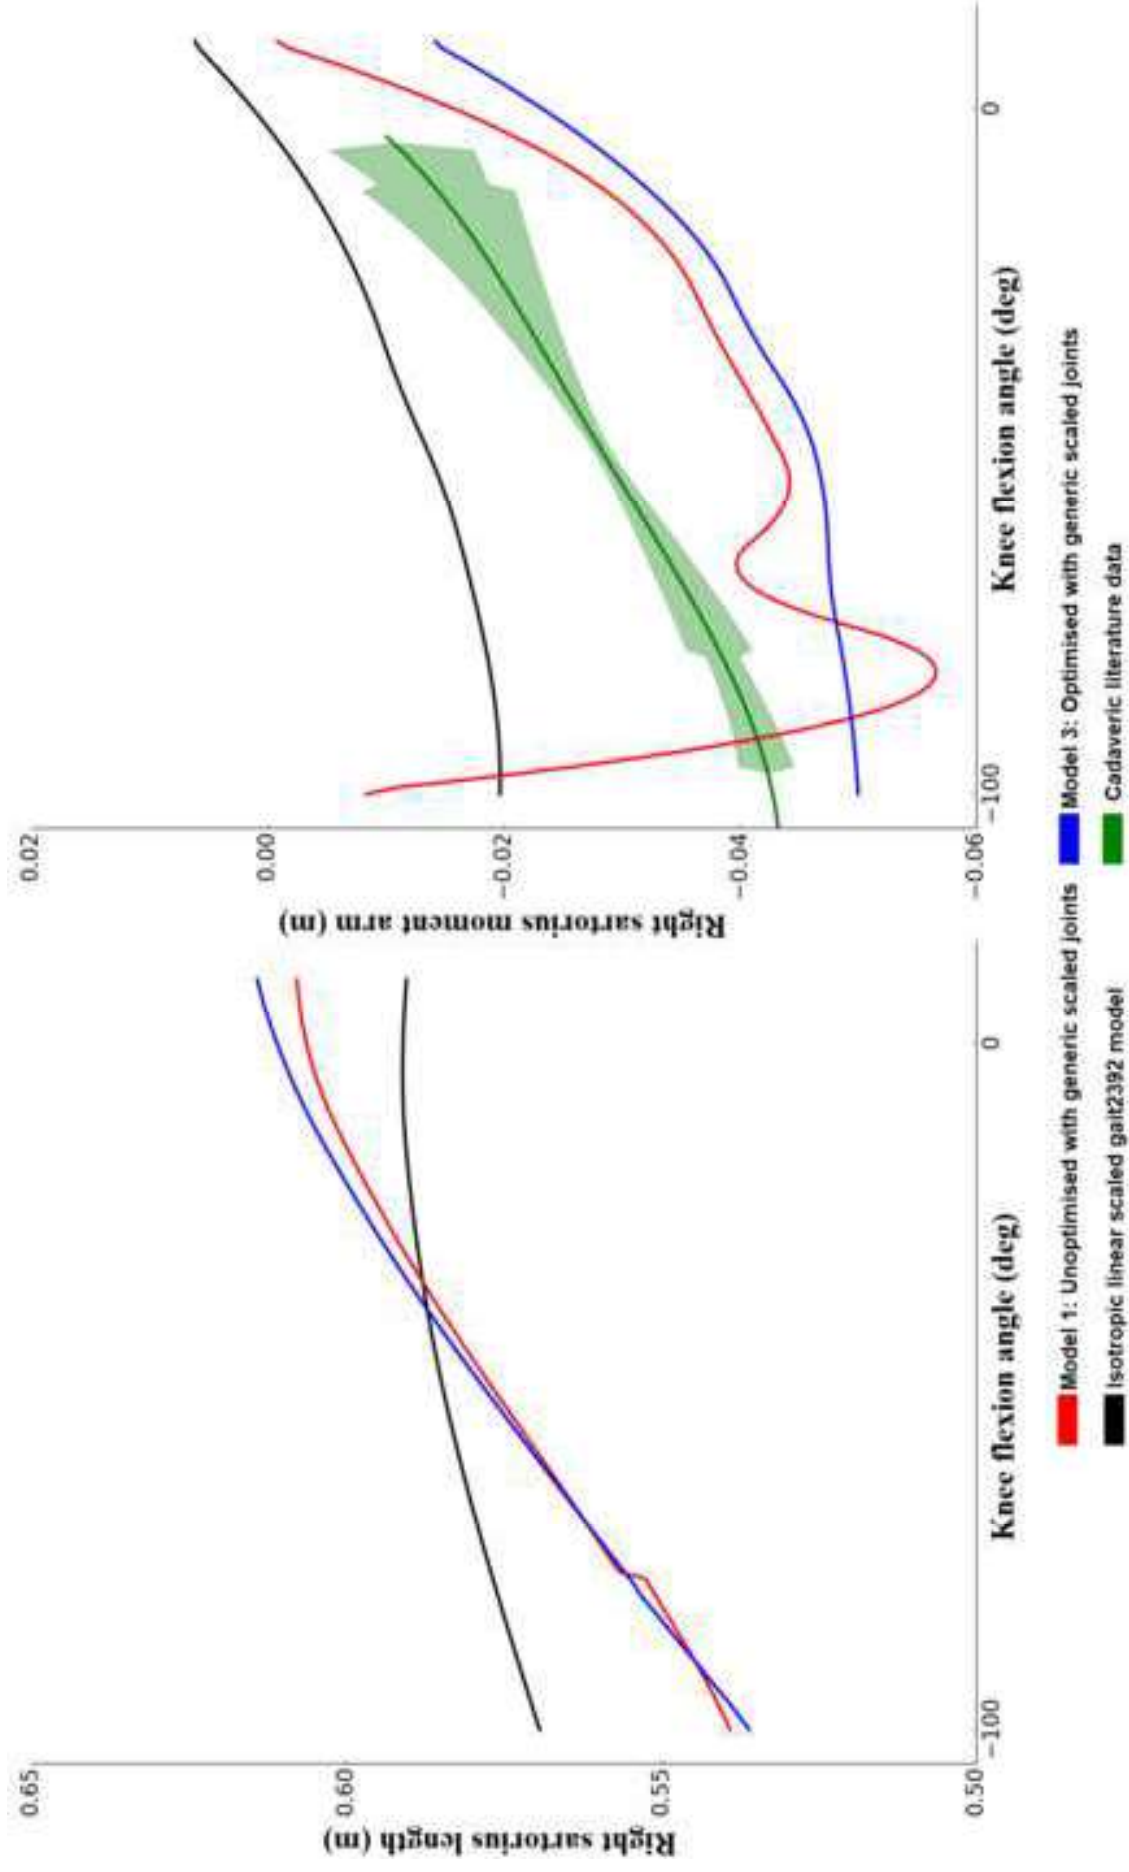 0.65
0.60
0.55
0.50
Right sartorius length (m)
−100
0
Knee flexion angle (deg)
0.02
0.00
−0.02
−0.04
−0.06
Right sartorius moment arm (m)
−100
0
Knee flexion angle (deg)
Model 1: Unoptimised with generic scaled joints
Model 3: Optimised with generic scaled joints
Isotropic linear scaled gait2392 model
Cadaveric literature data